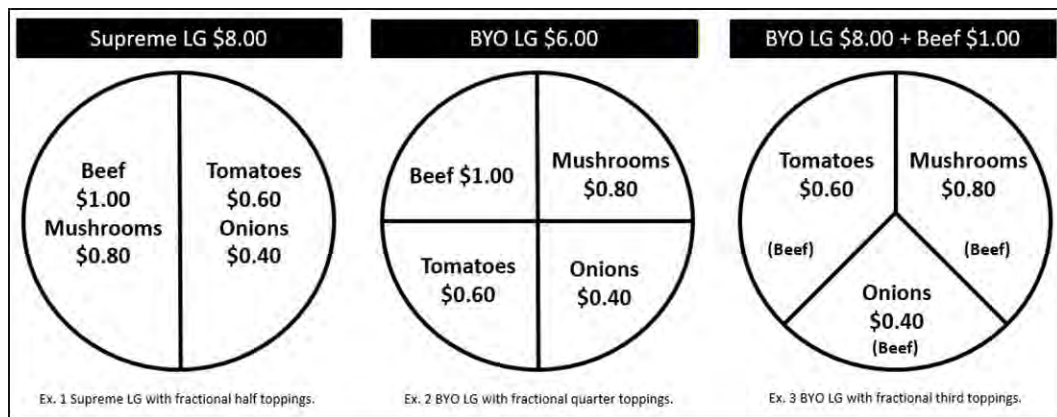 Supreme LG $8.00
Beef
$1.00
Mushrooms
$0.80
Tomatoes
$0.60
Onions
$0.40
Ex. 1 Supreme LG with fractional half toppings.
BYO LG $6.00
Beef $1.00
Mushrooms
$0.80
Tomatoes
$0.60
Onions
$0.40
Ex. 2 BYO LG with fractional quarter toppings.
BYO LG $8.00 + Beef $1.00
Tomatoes
$0.60
(Beef)
Mushrooms
$0.80
(Beef)
Onions
$0.40
(Beef)
Ex. 3 BYO LG with fractional third toppings.